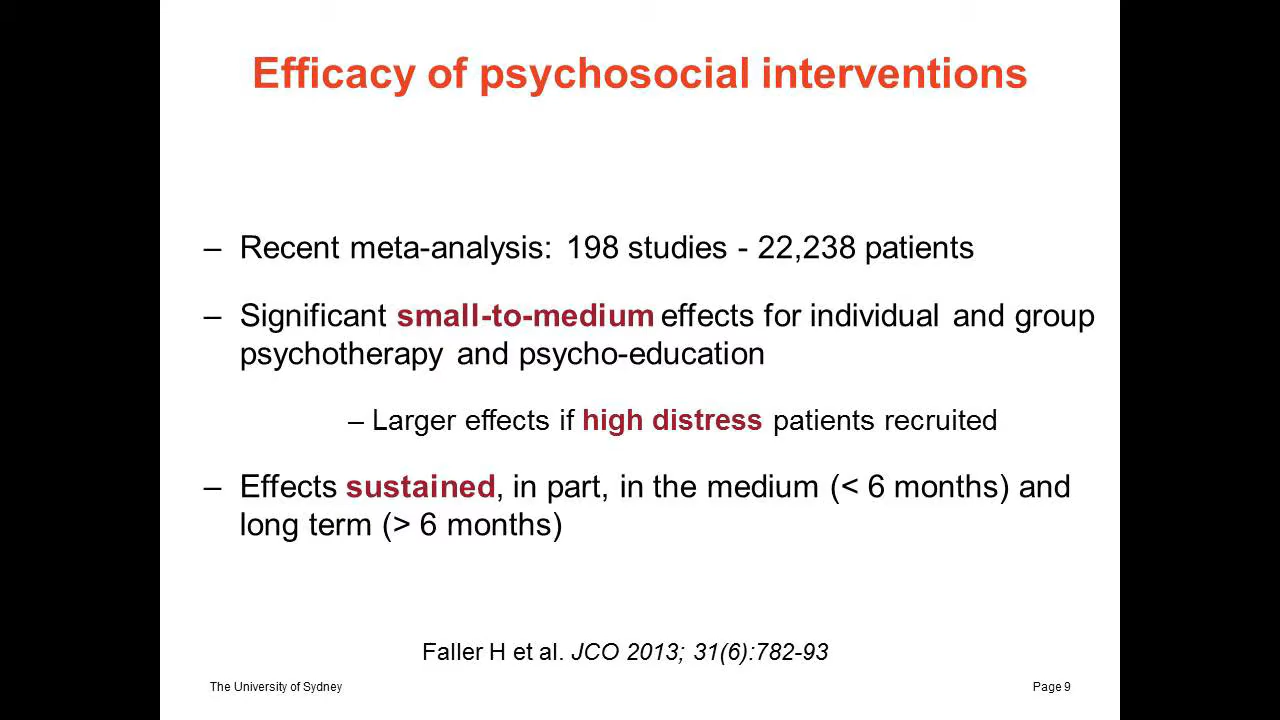 Efficacy of psychosocial interventions
– Recent meta-analysis: 198 studies - 22,238 patients
– Significant small-to-medium effects for individual and group
psychotherapy and psycho-education
– Larger effects if high distress patients recruited
– Effects sustained, in part, in the medium (< 6 months) and
long term (> 6 months)
Faller H et al. JCO 2013; 31(6):782-93
The University of Sydney
Page 9